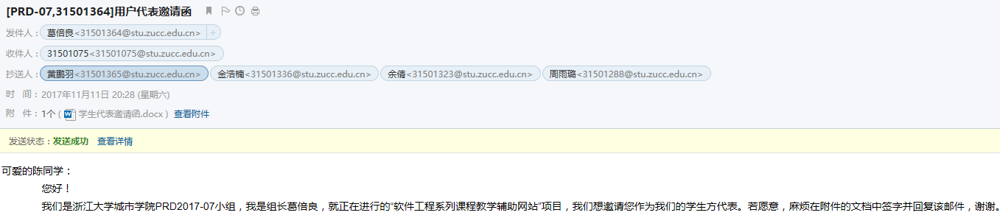 [PRD-07,31501364]用户代表邀请函
发件人：葛倍良<31501364@stu.zucc.edu.cn> +
收件人：31501075<31501075@stu.zucc.edu.cn>
抄送人：黄鹏羽<31501365@stu.zucc.edu.cn> 金浩楠<31501336@stu.zucc.edu.cn> 余倩<31501323@stu.zucc.edu.cn> 周雨璐<31501288@stu.zucc.edu.cn>
时 间：2017年11月11日 20:28 (星期六)
附 件：1个 ( 学生代表邀请函.docx ) 查看附件
发送状态：发送成功 查看详情
可爱的陈同学：
您好！
我们是浙江大学城市学院PRD2017-07小组，我是组长葛倍良，就正在进行的“软件工程系列课程教学辅助网站”项目，我们想邀请您作为我们的学生方代表。若愿意，麻烦在附件的文档中签字并回复该邮件，谢谢。